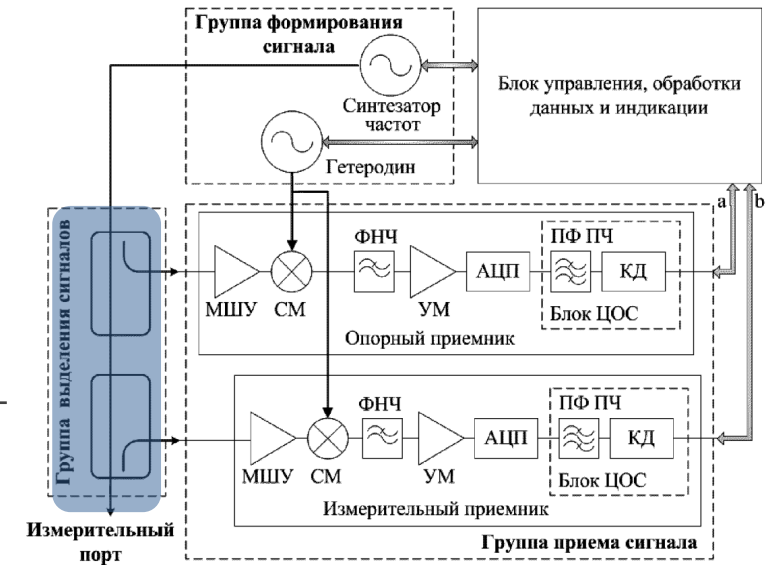 Группа формирования
сигнала
Синтезатор
частот
Гетеродин
Блок управления, обработки
данных и индикации
a
b
Группа выделения сигналов
МШУ
СМ
ФНЧ
УМ
АЦП
ПФ ПЧ
КД
Блок ЦОС
Опорный приемник
МШУ
СМ
ФНЧ
УМ
АЦП
ПФ ПЧ
КД
Блок ЦОС
Измерительный приемник
Группа приема сигнала
Измерительный
порт